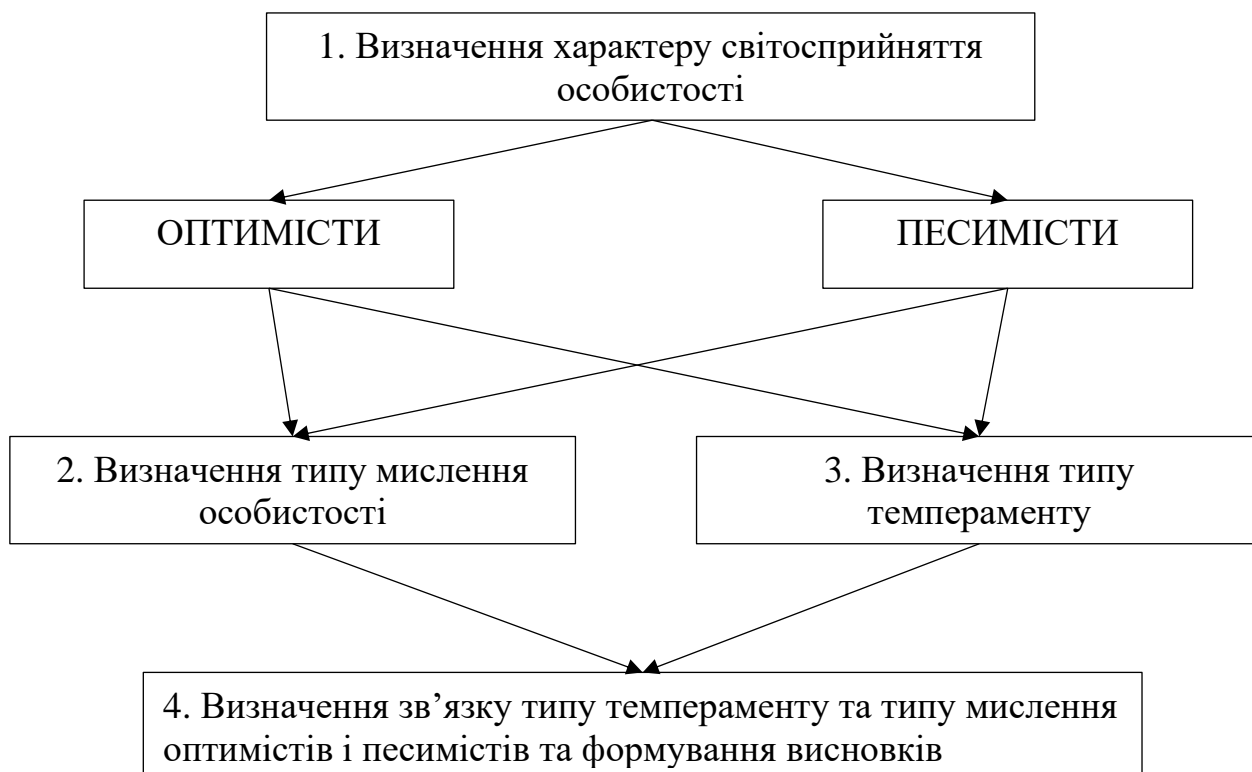 1. Визначення характеру світосприйняття
особистості
ОПТИМІСТИ
ПЕСИМІСТИ
2. Визначення типу мислення
особистості
3. Визначення типу
темпераменту
4. Визначення зв’язку типу темпераменту та типу мислення
оптимістів і песимістів та формування висновків